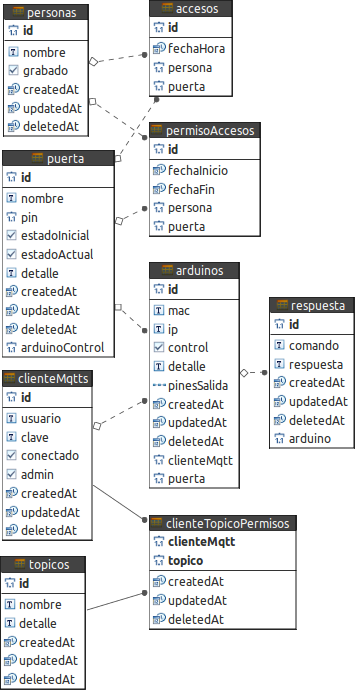 personas
id
nombre
grabado
createdAt
updatedAt
deletedAt
accesos
id
fechaHora
persona
puerta
permisoAccesos
id
fechaInicio
fechaFin
persona
puerta
puerta
id
nombre
pin
estadoInicial
estadoActual
detalle
createdAt
updatedAt
deletedAt
arduinoControl
arduinos
id
mac
ip
control
detalle
pinesSalida
createdAt
updatedAt
deletedAt
clienteMqtt
puerta
respuesta
id
comando
respuesta
createdAt
updatedAt
deletedAt
arduino
clienteMqtts
id
usuario
clave
conectado
admin
createdAt
updatedAt
deletedAt
clienteTopicoPermisos
clienteMqtt
topico
createdAt
updatedAt
deletedAt
topicos
id
nombre
detalle
createdAt
updatedAt
deletedAt